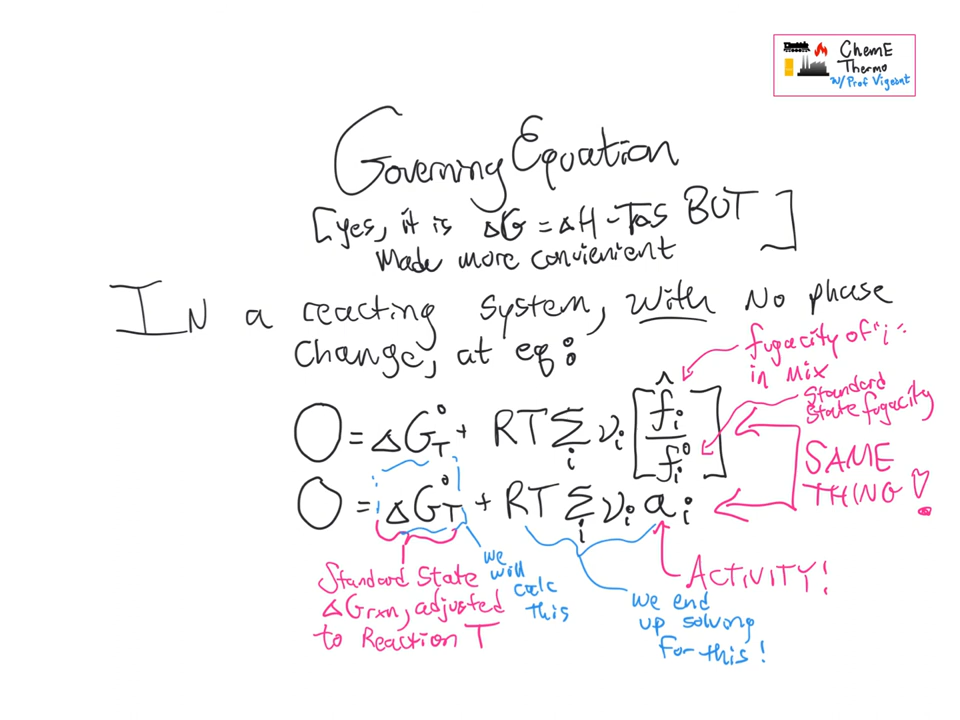 ChemE
Thermo
w/Prof Vigeant
Governing Equation
[Yes, it is ΔG = ΔH - TΔS BUT
Made more convienient]
IN a reacting system, with No phase
Change, at eq:
fugacity of "i"
in mix
Standard
State fugacity
0 = ΔG°T + RT Σi νi [f̂i / fi°]
SAME
THING!
0 = ΔG°T + RT Σi νi ai
Standard State
ΔGrxn, adjusted
to Reaction T
we
will
calc
this
ACTIVITY!
we end
up solving
for this!